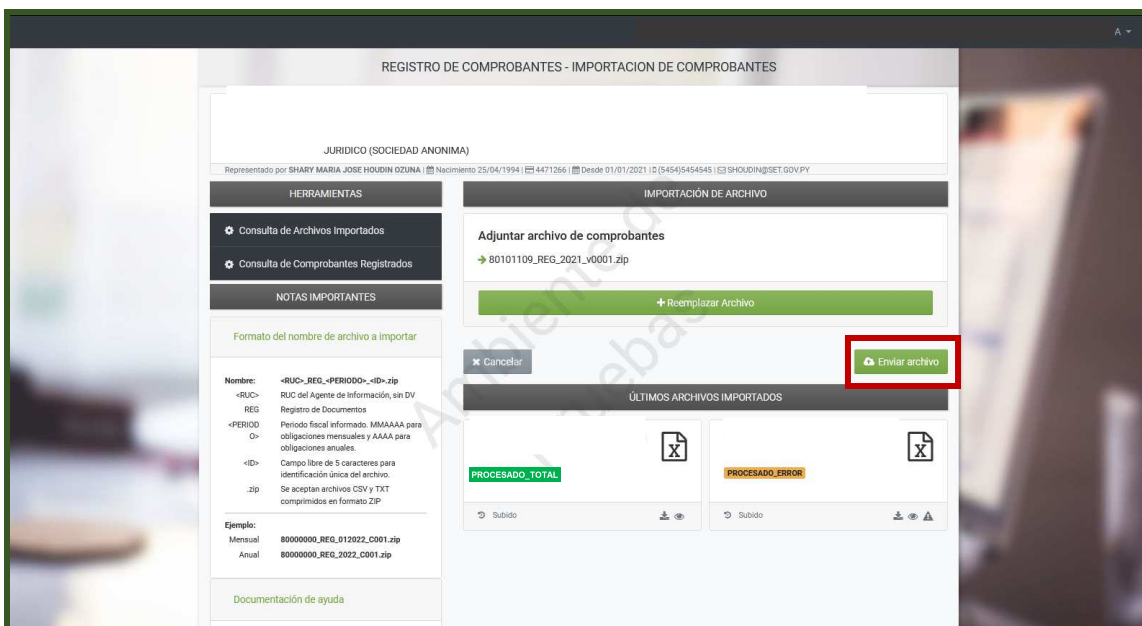 A
REGISTRO DE COMPROBANTES - IMPORTACION DE COMPROBANTES
JURIDICO (SOCIEDAD ANONIMA)
Representado por SHARY MARIA JOSE HOUDIN OZUNA | Nacimiento 25/04/1994 | 4471266 | Desde 01/01/2021 | (5454)5454545 | SHOUDIN@SET.GOV.PY
HERRAMIENTAS
Consulta de Archivos Importados
Consulta de Comprobantes Registrados
NOTAS IMPORTANTES
Formato del nombre de archivo a importar
Nombre: <RUC>_REG_<PERIODO>_<ID>.zip
<RUC> RUC del Agente de Información, sin DV
REG Registro de Documentos
<PERIOD Periodo fiscal informado. MMAAAA para
O> obligaciones mensuales y AAAA para
obligaciones anuales.
<ID> Campo libre de 5 caracteres para
identificación única del archivo.
.zip Se aceptan archivos CSV y TXT
comprimidos en formato ZIP
Ejemplo:
Mensual 80000000_REG_012022_C001.zip
Anual 80000000_REG_2022_C001.zip
Documentación de ayuda
IMPORTACIÓN DE ARCHIVO
Adjuntar archivo de comprobantes
80101109_REG_2021_v0001.zip
Reemplazar Archivo
Cancelar
Enviar archivo
ÚLTIMOS ARCHIVOS IMPORTADOS
PROCESADO_TOTAL
Subido
PROCESADO_ERROR
Subido
Ambiente de
Pruebas